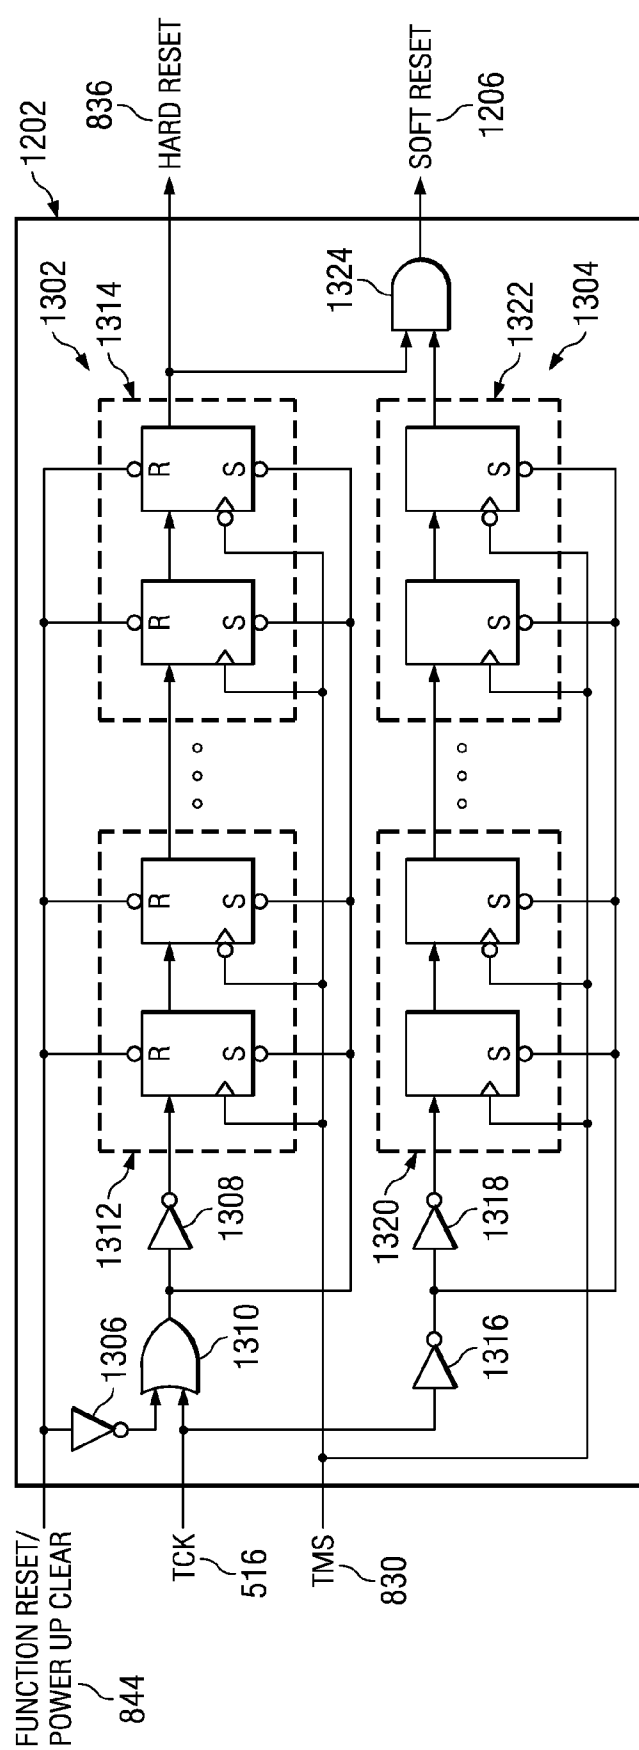 FUNCTION RESET/
POWER UP CLEAR
844
TCK
516
TMS
830
1306
1310
1316
1308
1318
1312
1320
R
S
R
S
S
S
R
S
R
S
S
S
1302
1314
1322
1304
1324
1202
836
HARD RESET
SOFT RESET
1206